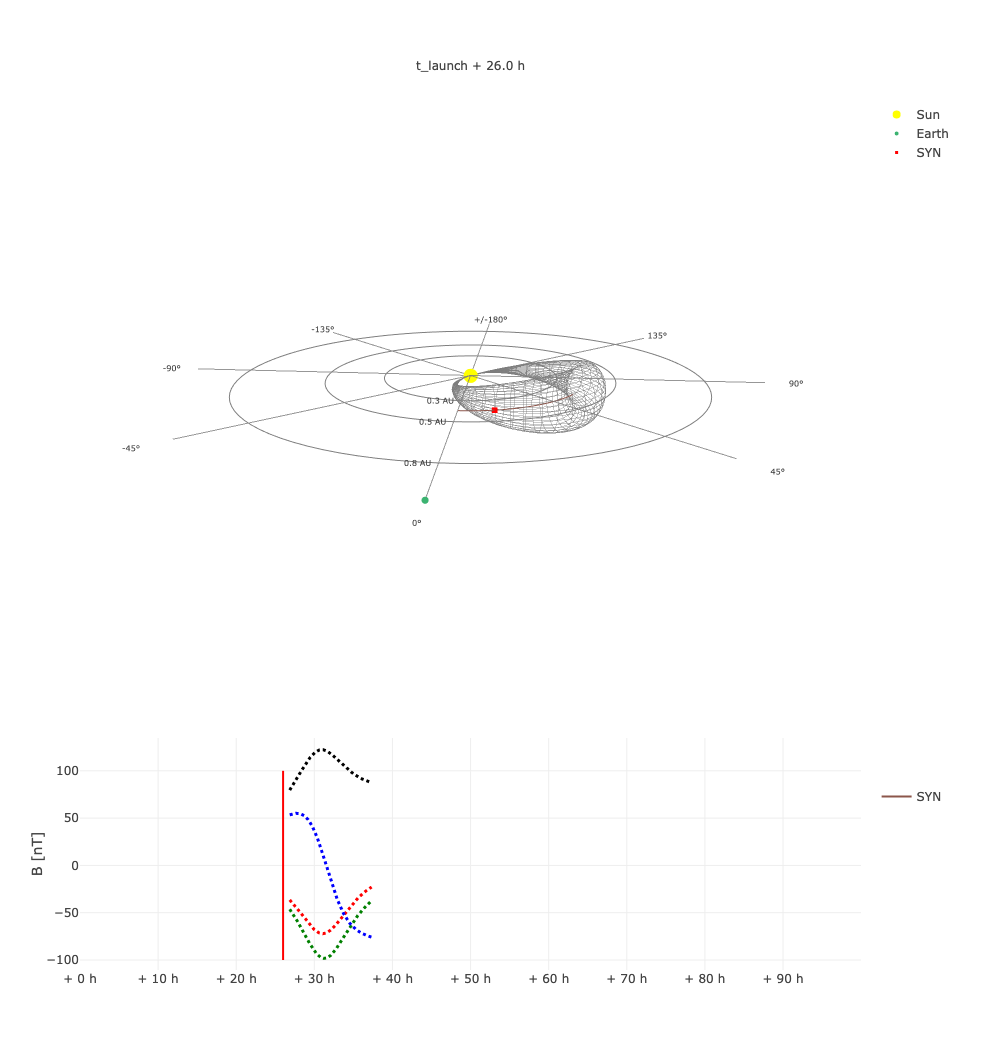 t_launch + 26.0 h
Sun
Earth
SYN
+/-180°
-135°
135°
-90°
90°
0.3 AU
0.5 AU
-45°
0.8 AU
45°
0°
100
50
0
−50
−100
B [nT]
SYN
+ 0 h
+ 10 h
+ 20 h
+ 30 h
+ 40 h
+ 50 h
+ 60 h
+ 70 h
+ 80 h
+ 90 h